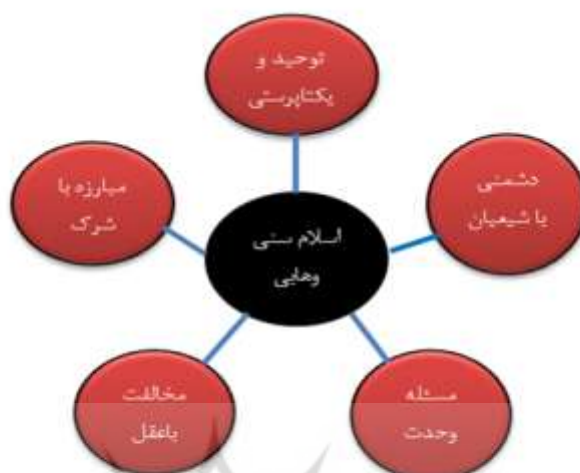 توحید و
یکتاپرستی
دشمنی
با شیعیان
مبارزه با
شرک
اسلام سنی
وهابی
مسئله
وحدت
مخالفت
باعقل